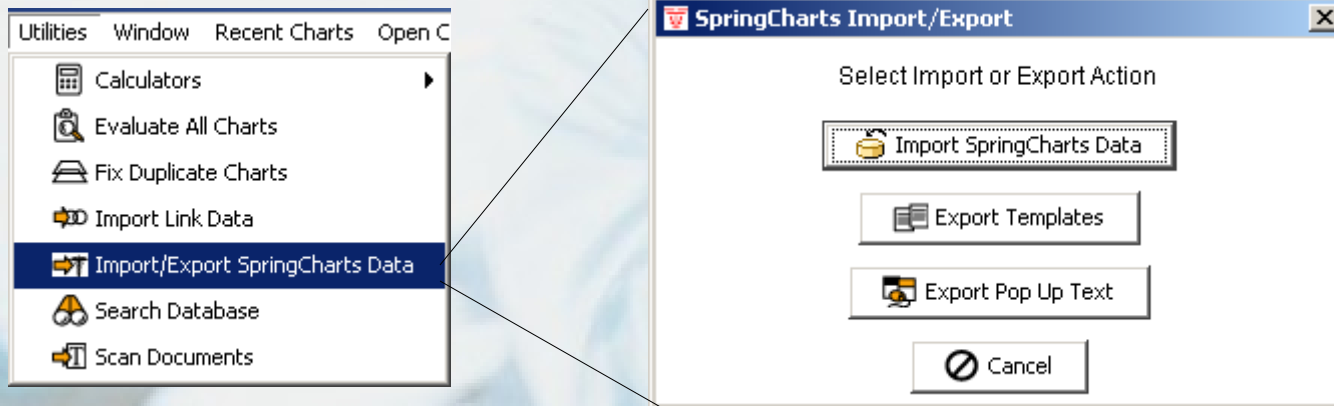 Utilities Window Recent Charts Open C
Calculators
Evaluate All Charts
Fix Duplicate Charts
Import Link Data
Import/Export SpringCharts Data
Search Database
Scan Documents
SpringCharts Import/Export
Select Import or Export Action
Import SpringCharts Data
Export Templates
Export Pop Up Text
Cancel